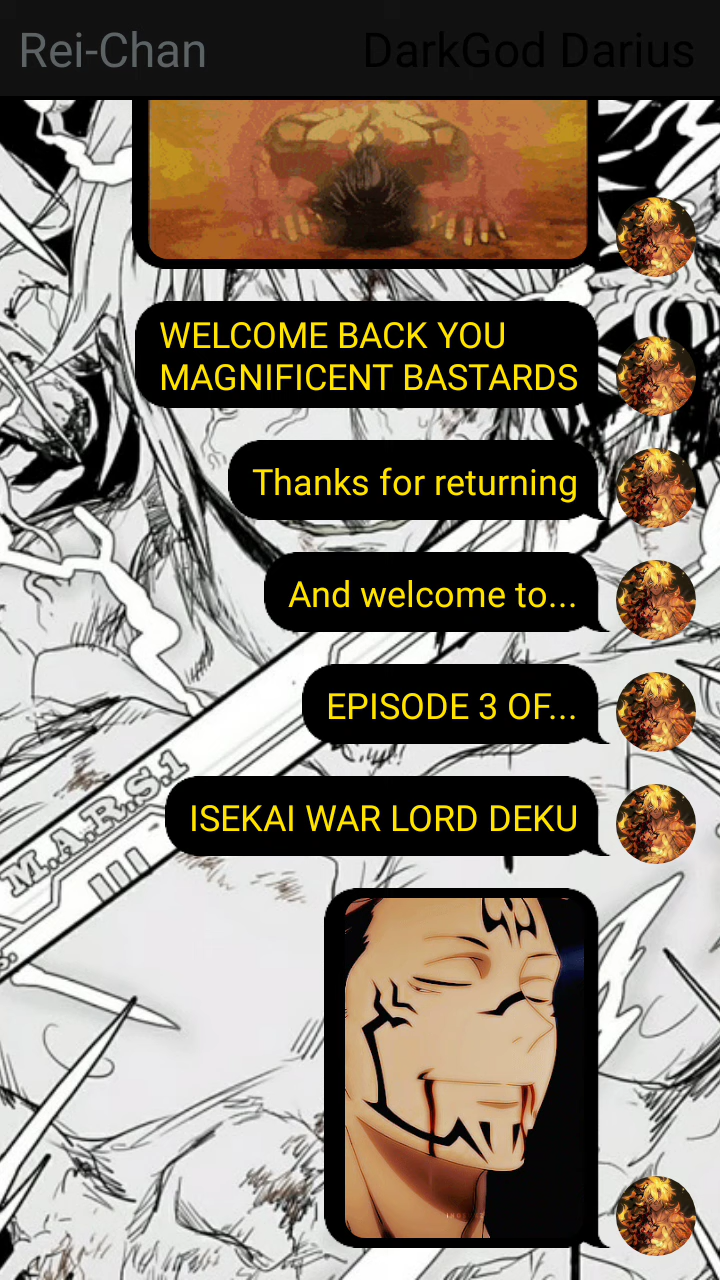 Rei-Chan
DarkGod Darius
WELCOME BACK YOU
MAGNIFICENT BASTARDS
Thanks for returning
And welcome to...
EPISODE 3 OF...
ISEKAI WAR LORD DEKU
M.A.R.S.1